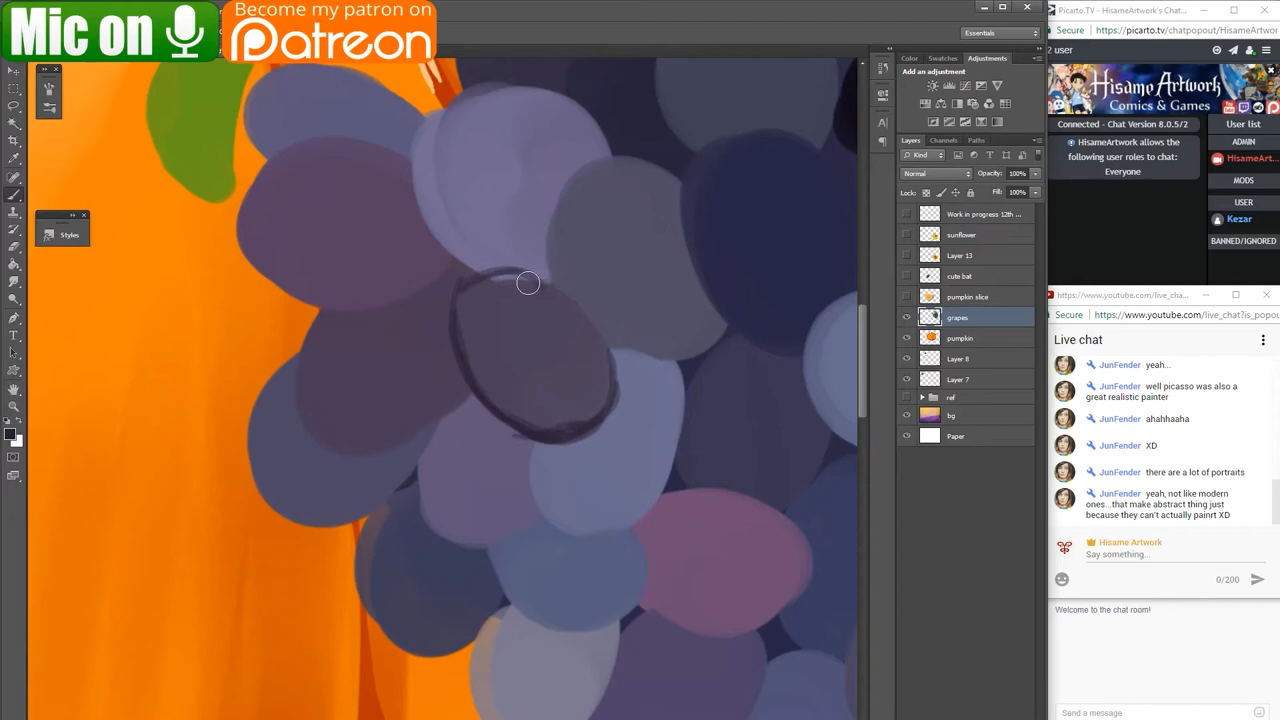 Mic on
Become my patron on
Patreon
Essentials
Styles
Color
Swatches
Adjustments
Add an adjustment
Layers
Channels
Paths
Kind
Normal
Opacity: 100%
Lock:
Fill: 100%
Work in progress 12th ...
sunflower
Layer 13
cute bat
pumpkin slice
grapes
pumpkin
Layer 8
Layer 7
ref
bg
Paper
Picarto.TV - HisameArtwork's Chat...
Secure
https://picarto.tv/chatpopout/HisameArtwor
2 user
Hisame Artwork
Comics & Games
Connected - Chat Version 8.0.5/2
HisameArtwork allows the
following user roles to chat:
Everyone
User list
ADMIN
HisameArt...
MODS
USER
Kezar
BANNED/IGNORED
https://www.youtube.com/live_cha...
Secure
https://www.youtube.com/live_chat?is_popou
Live chat
JunFender yeah...
JunFender well picasso was also a
great realistic painter
JunFender ahahhaaha
JunFender XD
JunFender there are a lot of portraits
JunFender yeah, not like modern
ones...that make abstract thing just
because they can't actually painrt XD
Hisame Artwork
Say something...
0/200
Welcome to the chat room!
Send a message